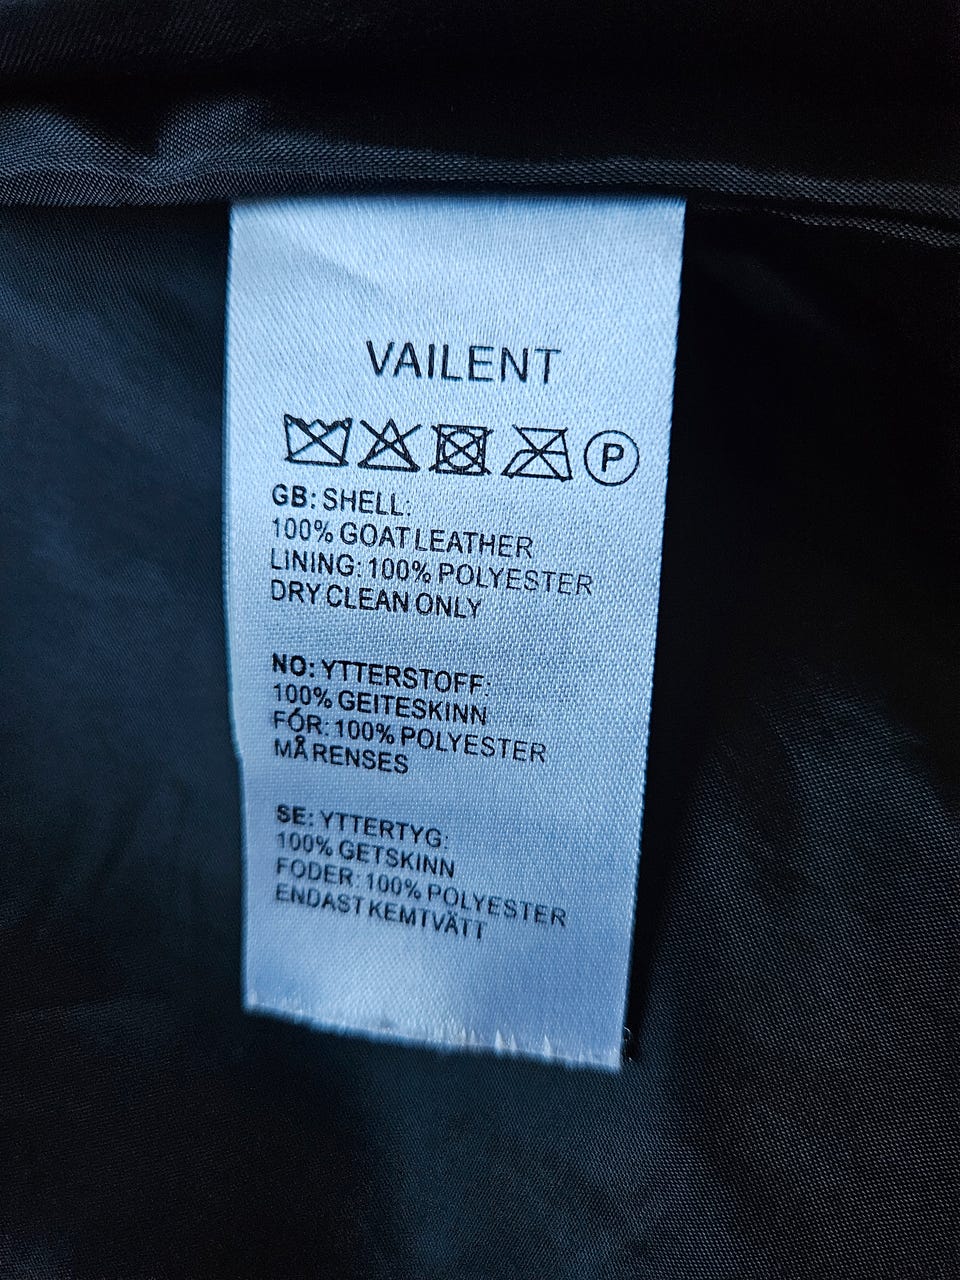 VAILENT
P
GB: SHELL:
100% GOAT LEATHER
LINING: 100% POLYESTER
DRY CLEAN ONLY
NO: YTTERSTOFF:
100% GEITESKINN
FÓR: 100% POLYESTER
MÅ RENSES
SE: YTTERTYG:
100% GETSKINN
FODER: 100% POLYESTER
ENDAST KEMTVÄTT